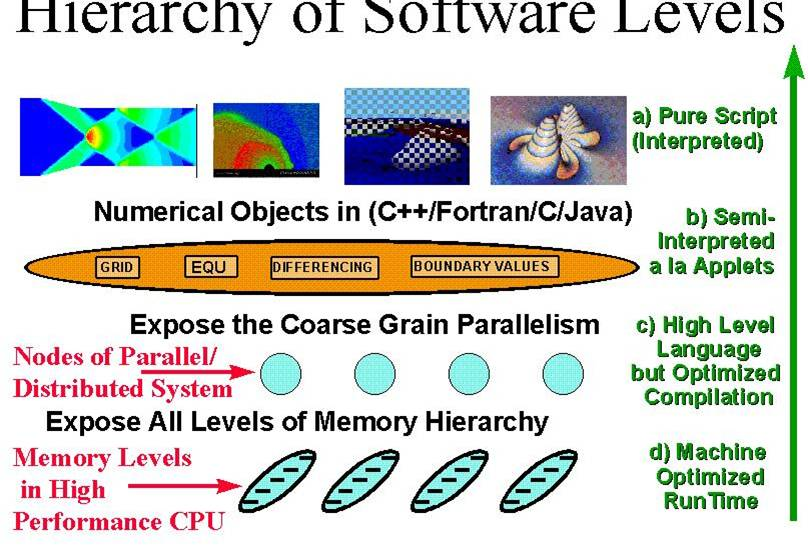 Hierarchy of Software Levels
a) Pure Script
(Interpreted)
Numerical Objects in (C++/Fortran/C/Java)
b) Semi-
Interpreted
a la Applets
GRID
EQU
DIFFERENCING
BOUNDARY VALUES
Expose the Coarse Grain Parallelism
c) High Level
Language
but Optimized
Compilation
Nodes of Parallel/
Distributed System
Expose All Levels of Memory Hierarchy
d) Machine
Optimized
RunTime
Memory Levels
in High
Performance CPU